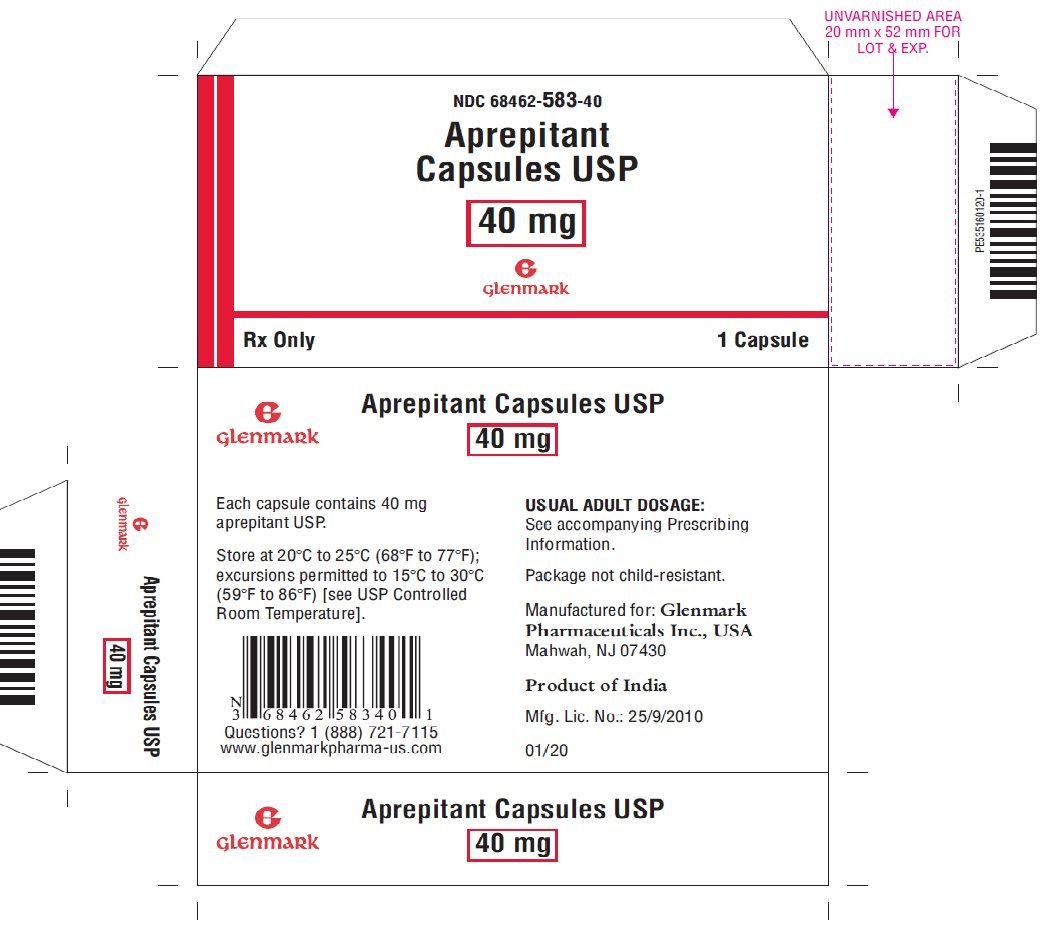 UNVARNISHED AREA
20 mm x 52 mm FOR
LOT & EXP.
NDC 68462-583-40
Aprepitant
Capsules USP
40 mg
glenmark
Rx Only
1 Capsule
PE535160120-1
glenmark
Aprepitant Capsules USP
40 mg
Each capsule contains 40 mg
aprepitant USP.
Store at 20°C to 25°C (68°F to 77°F);
excursions permitted to 15°C to 30°C
(59°F to 86°F) [see USP Controlled
Room Temperature].
N
3 68462 58340 1
Questions? 1 (888) 721-7115
www.glenmarkpharma-us.com
USUAL ADULT DOSAGE:
See accompanying Prescribing
Information.
Package not child-resistant.
Manufactured for: Glenmark
Pharmaceuticals Inc., USA
Mahwah, NJ 07430
Product of India
Mfg. Lic. No.: 25/9/2010
01/20
glenmark
Aprepitant Capsules USP
40 mg
glenmark
Aprepitant Capsules USP
40 mg